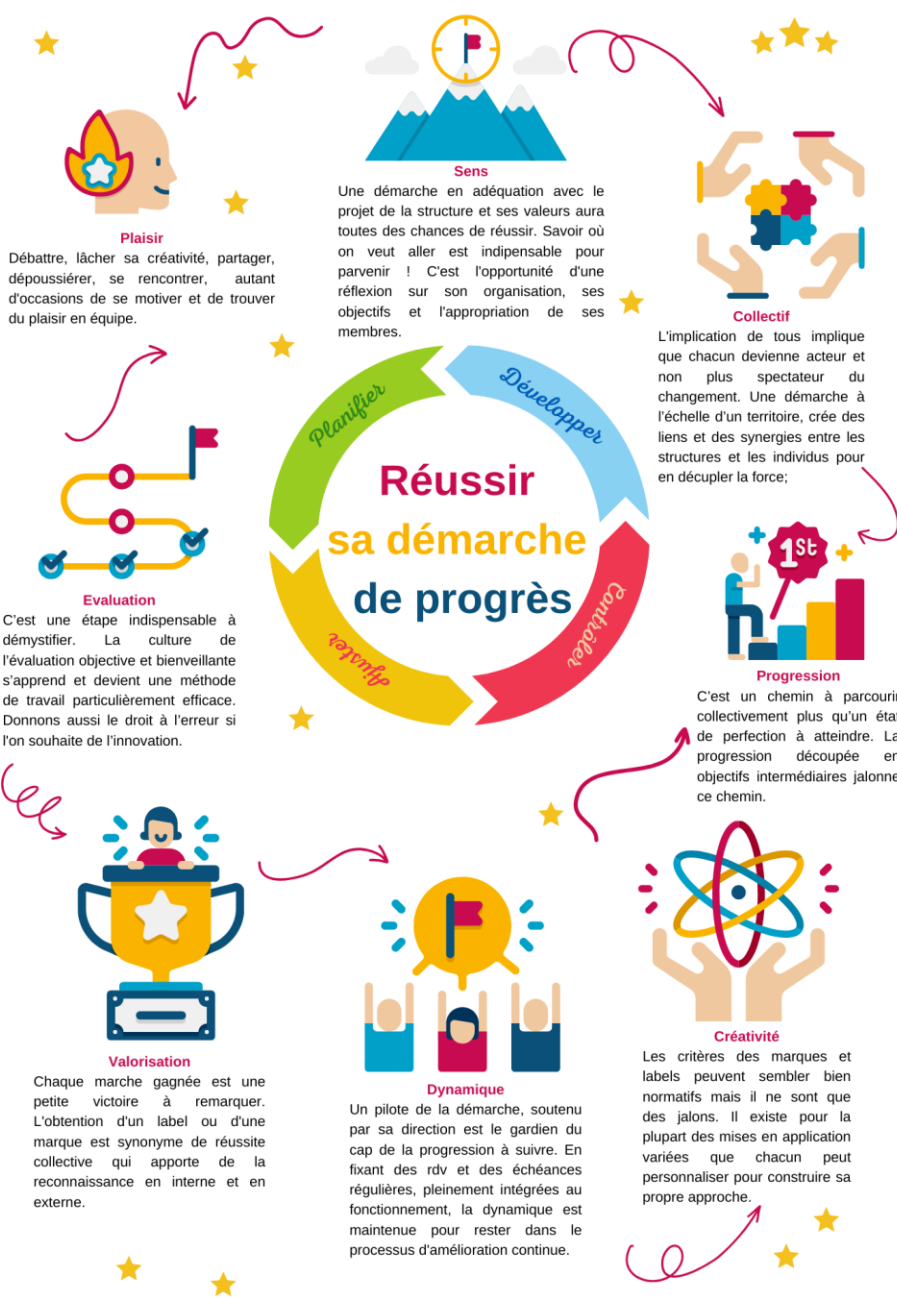 Sens
Une démarche en adéquation avec le
projet de la structure et ses valeurs aura
toutes des chances de réussir. Savoir où
on veut aller est indipensable pour
parvenir ! C'est l'opportunité d'une
réflexion sur son organisation, ses
objectifs et l'appropriation de ses
membres.
Plaisir
Débattre, lâcher sa créativité, partager,
dépoussiérer, se rencontrer, autant
d'occasions de se motiver et de trouver
du plaisir en équipe.
Collectif
L'implication de tous implique
que chacun devienne acteur et
non plus spectateur du
changement. Une démarche à
l'échelle d'un territoire, crée des
liens et des synergies entre les
structures et les individus pour
en décupler la force;
Planifier
Développer
Contrôler
Ajuster
Réussir
sa démarche
de progrès
1st
Evaluation
C'est une étape indispensable à
démystifier. La culture de
l'évaluation objective et bienveillante
s'apprend et devient une méthode
de travail particulièrement efficace.
Donnons aussi le droit à l'erreur si
l'on souhaite de l'innovation.
Progression
C'est un chemin à parcourir
collectivement plus qu'un état
de perfection à atteindre. La
progression découpée en
objectifs intermédiaires jalonne
ce chemin.
Valorisation
Chaque marche gagnée est une
petite victoire à remarquer.
L'obtention d'un label ou d'une
marque est synonyme de réussite
collective qui apporte de la
reconnaissance en interne et en
externe.
Dynamique
Un pilote de la démarche, soutenu
par sa direction est le gardien du
cap de la progression à suivre. En
fixant des rdv et des échéances
régulières, pleinement intégrées au
fonctionnement, la dynamique est
maintenue pour rester dans le
processus d'amélioration continue.
Créativité
Les critères des marques et
labels peuvent sembler bien
normatifs mais il ne sont que
des jalons. Il existe pour la
plupart des mises en application
variées que chacun peut
personnaliser pour construire sa
propre approche.